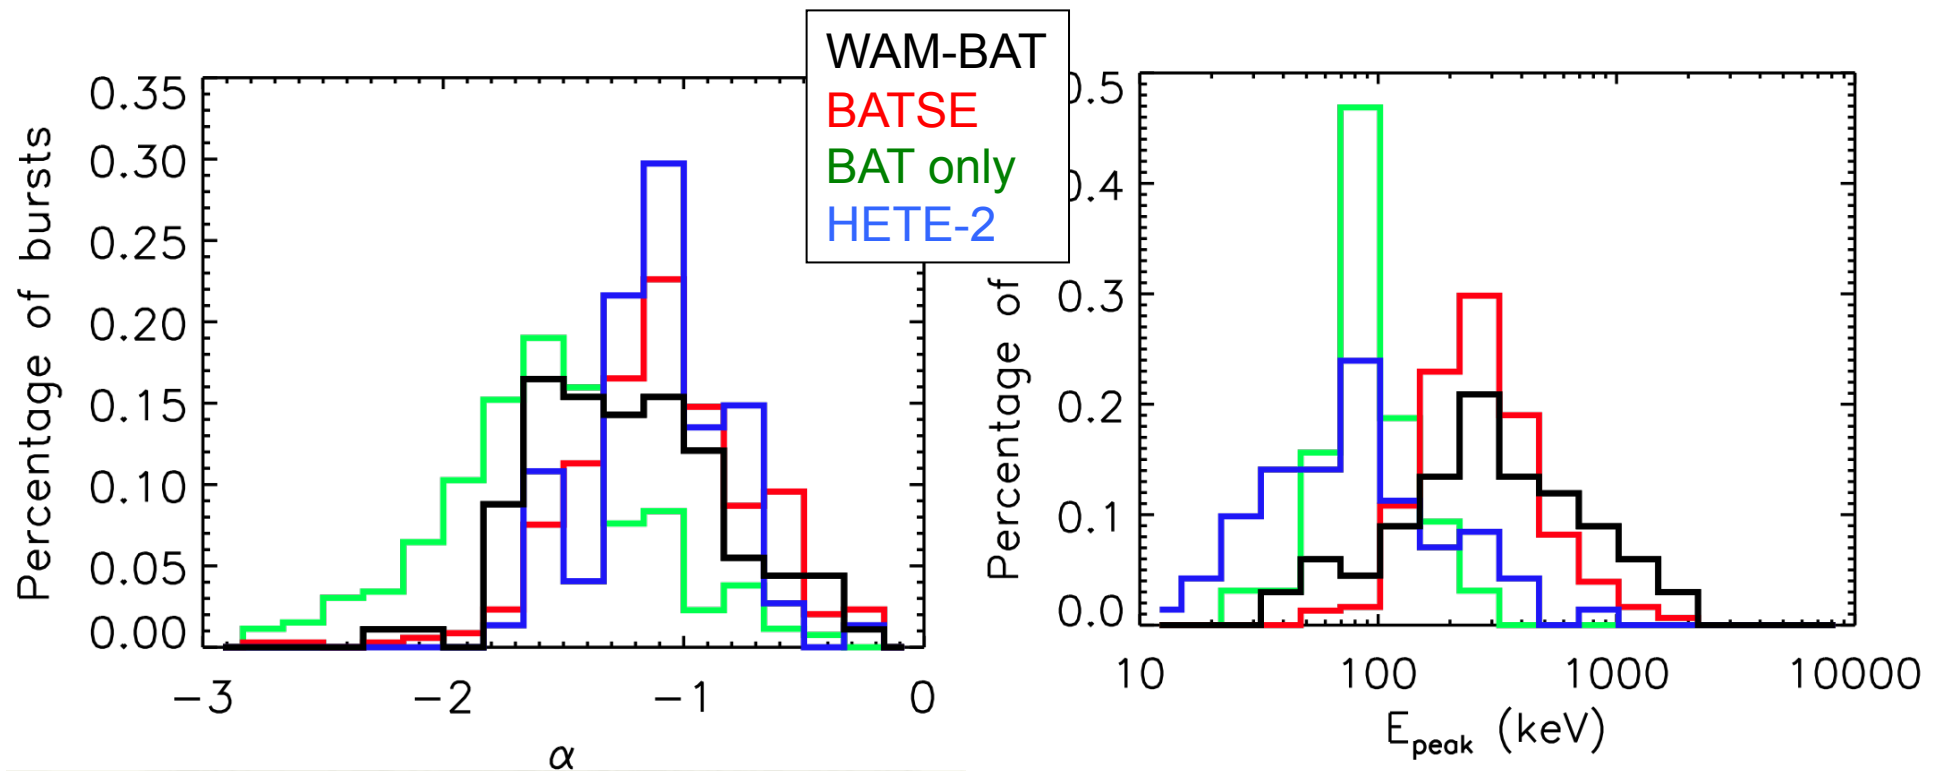 WAM-BAT
BATSE
BAT only
HETE-2
Percentage of bursts
0.35
0.30
0.25
0.20
0.15
0.10
0.05
0.00
−3 −2 −1 0
α
Percentage of
0.5
0.4
0.3
0.2
0.1
0.0
10 100 1000 10000
Epeak (keV)